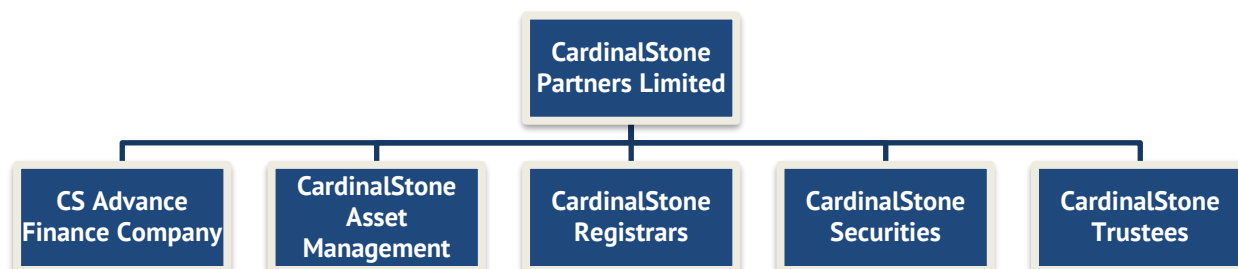 CardinalStone
Partners Limited
CS Advance
Finance Company
CardinalStone
Asset
Management
CardinalStone
Registrars
CardinalStone
Securities
CardinalStone
Trustees